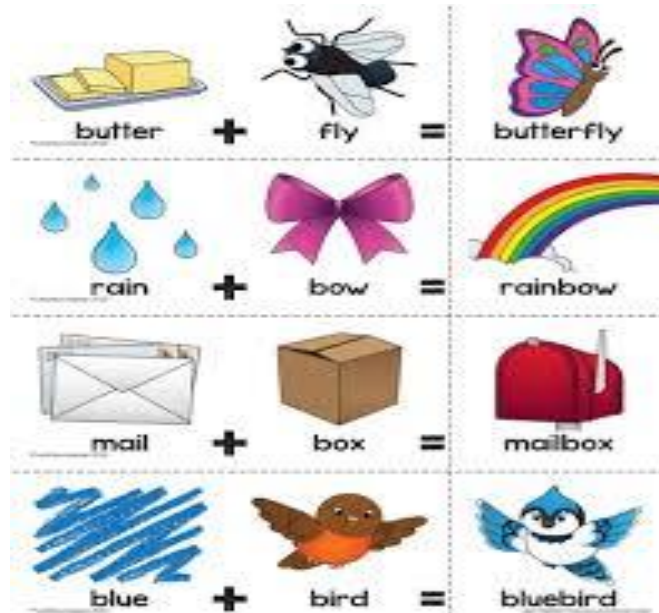 butter + fly = butterfly
rain + bow = rainbow
mail + box = mailbox
blue + bird = bluebird